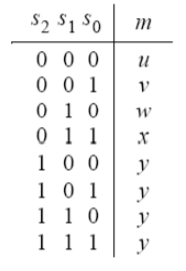 s₂ s₁ s₀ m
0 0 0 u
0 0 1 v
0 1 0 w
0 1 1 x
1 0 0 y
1 0 1 y
1 1 0 y
1 1 1 y